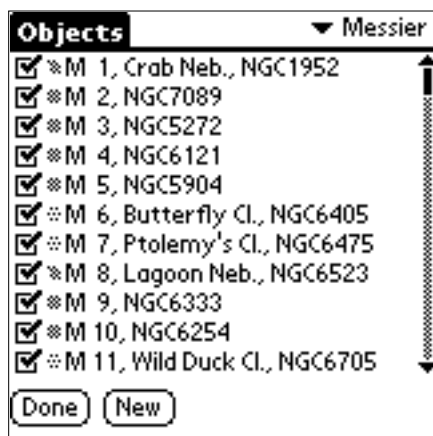 Objects
Messier
M 1, Crab Neb., NGC1952
M 2, NGC7089
M 3, NGC5272
M 4, NGC6121
M 5, NGC5904
M 6, Butterfly Cl., NGC6405
M 7, Ptolemy's Cl., NGC6475
M 8, Lagoon Neb., NGC6523
M 9, NGC6333
M 10, NGC6254
M 11, Wild Duck Cl., NGC6705
Done New